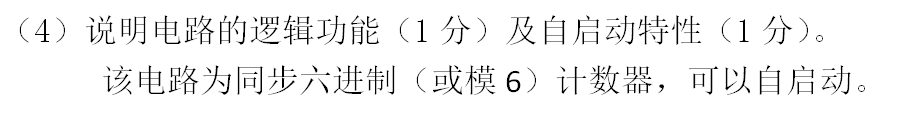 （4）说明电路的逻辑功能（1 分）及自启动特性（1 分）。
该电路为同步六进制（或模 6）计数器，可以自启动。